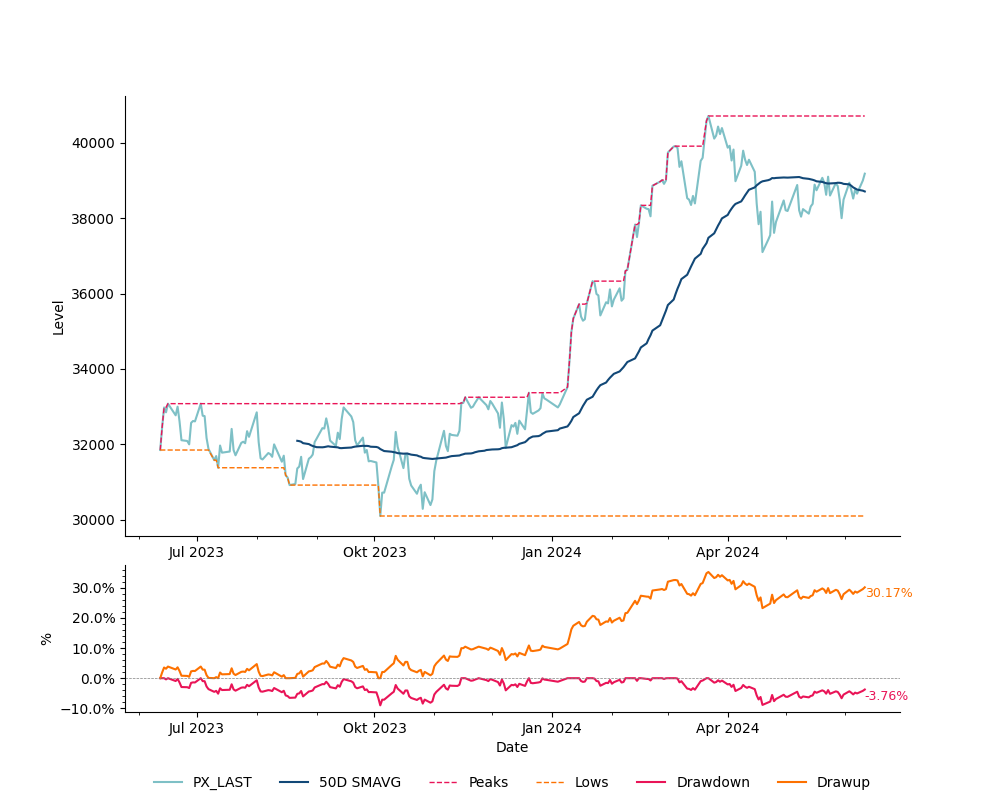 Level
40000
38000
36000
34000
32000
30000
Jul 2023 Okt 2023 Jan 2024 Apr 2024
%
30.0%
20.0%
10.0%
0.0%
−10.0%
30.17%
-3.76%
Jul 2023 Okt 2023 Jan 2024 Apr 2024
Date
PX_LAST 50D SMAVG Peaks Lows Drawdown Drawup